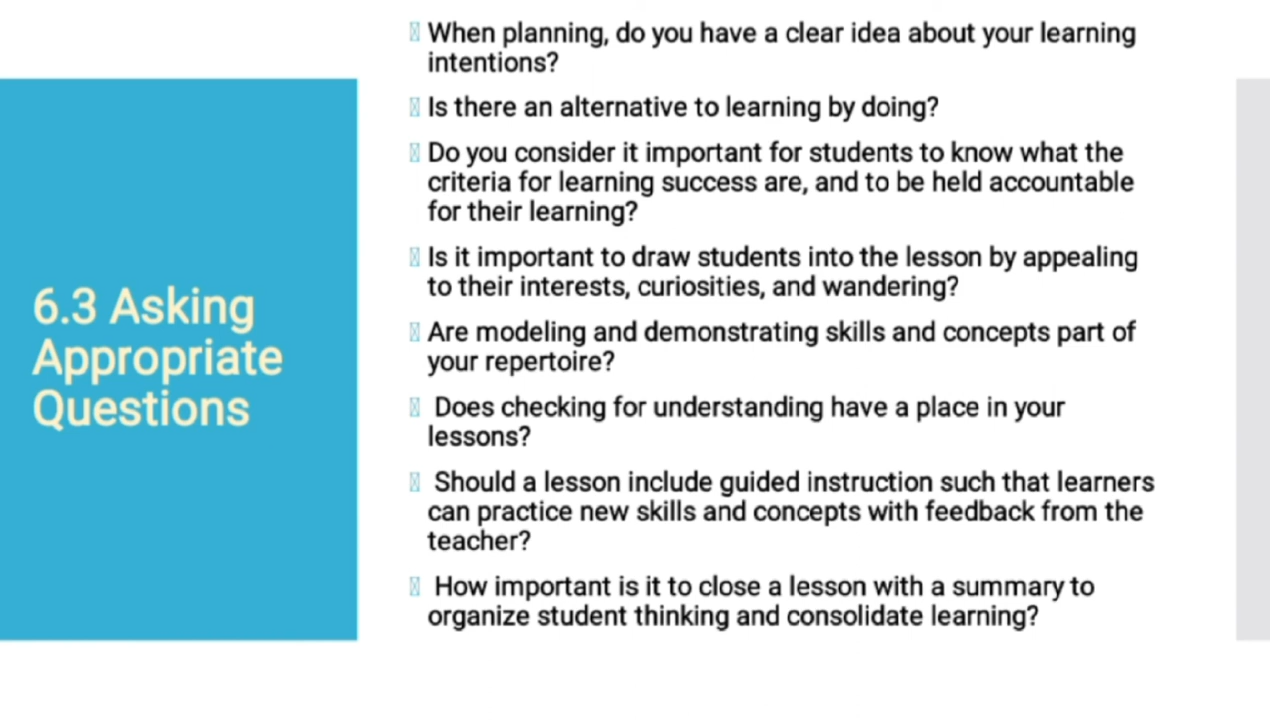 When planning, do you have a clear idea about your learning
intentions?
Is there an alternative to learning by doing?
Do you consider it important for students to know what the
criteria for learning success are, and to be held accountable
for their learning?
Is it important to draw students into the lesson by appealing
to their interests, curiosities, and wandering?
Are modeling and demonstrating skills and concepts part of
your repertoire?
Does checking for understanding have a place in your
lessons?
Should a lesson include guided instruction such that learners
can practice new skills and concepts with feedback from the
teacher?
How important is it to close a lesson with a summary to
organize student thinking and consolidate learning?
6.3 Asking
Appropriate
Questions